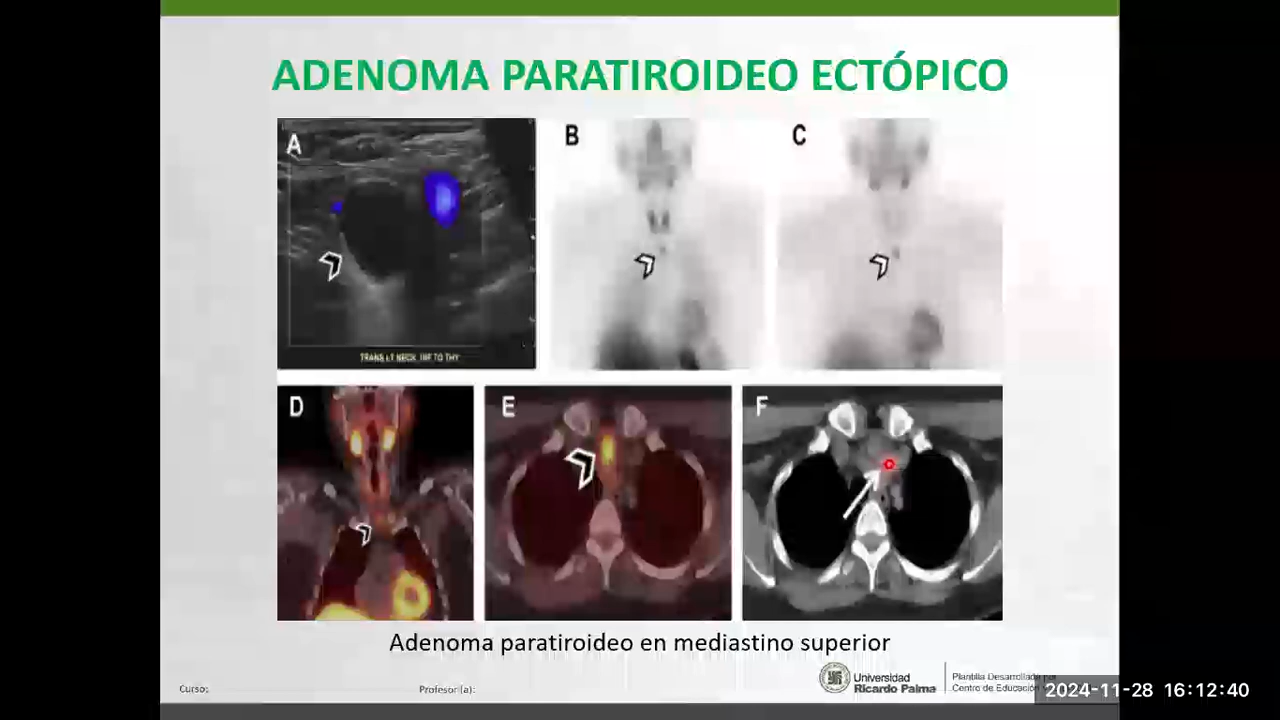 ADENOMA PARATIROIDEO ECTÓPICO
A
B
C
TRANS LT NECK INF TO THY
D
E
F
Adenoma paratiroideo en mediastino superior
Curso:
Profesor(a):
Universidad
Ricardo Palma
Plantilla Desarrollada por
Centro de Educación
2024-11-28 16:12:40